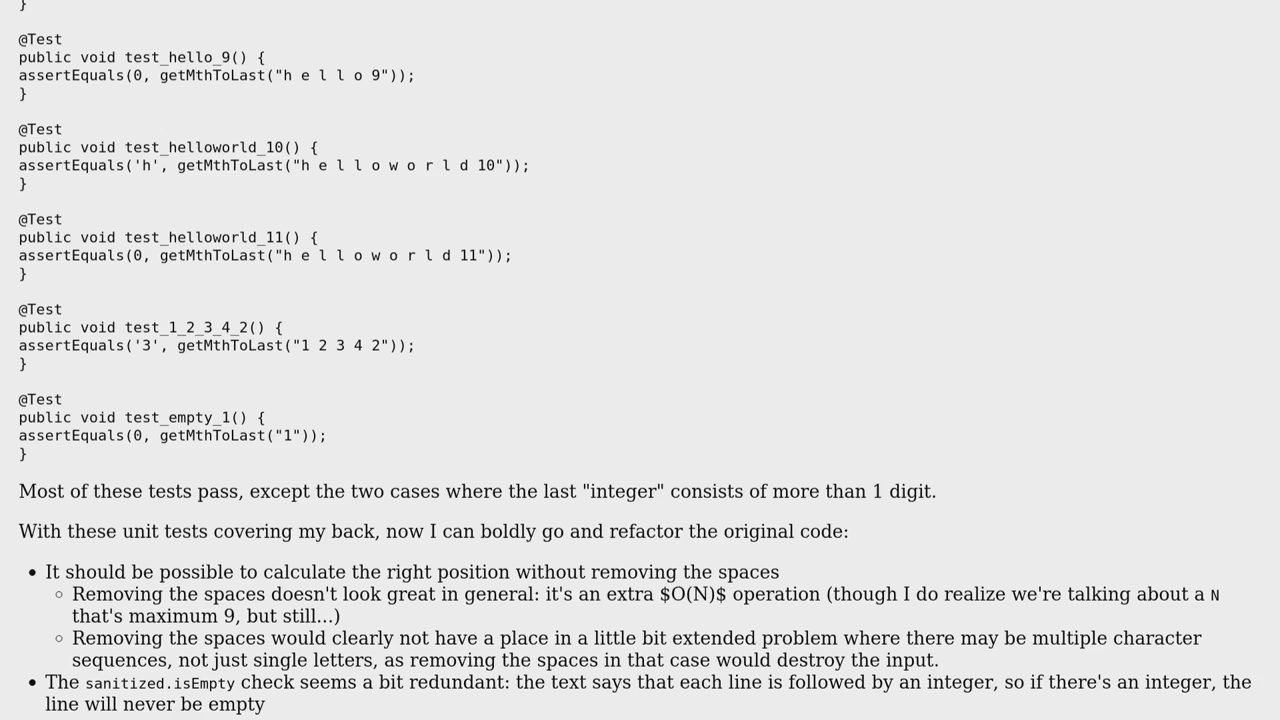 }
@Test
public void test_hello_9() {
assertEquals(0, getMthToLast("h e l l o 9"));
}
@Test
public void test_helloworld_10() {
assertEquals('h', getMthToLast("h e l l o w o r l d 10"));
}
@Test
public void test_helloworld_11() {
assertEquals(0, getMthToLast("h e l l o w o r l d 11"));
}
@Test
public void test_1_2_3_4_2() {
assertEquals('3', getMthToLast("1 2 3 4 2"));
}
@Test
public void test_empty_1() {
assertEquals(0, getMthToLast("1"));
}
Most of these tests pass, except the two cases where the last "integer" consists of more than 1 digit.
With these unit tests covering my back, now I can boldly go and refactor the original code:
• It should be possible to calculate the right position without removing the spaces
◦ Removing the spaces doesn't look great in general: it's an extra $O(N)$ operation (though I do realize we're talking about a N
that's maximum 9, but still...)
◦ Removing the spaces would clearly not have a place in a little bit extended problem where there may be multiple character
sequences, not just single letters, as removing the spaces in that case would destroy the input.
• The sanitized.isEmpty check seems a bit redundant: the text says that each line is followed by an integer, so if there's an integer, the
line will never be empty